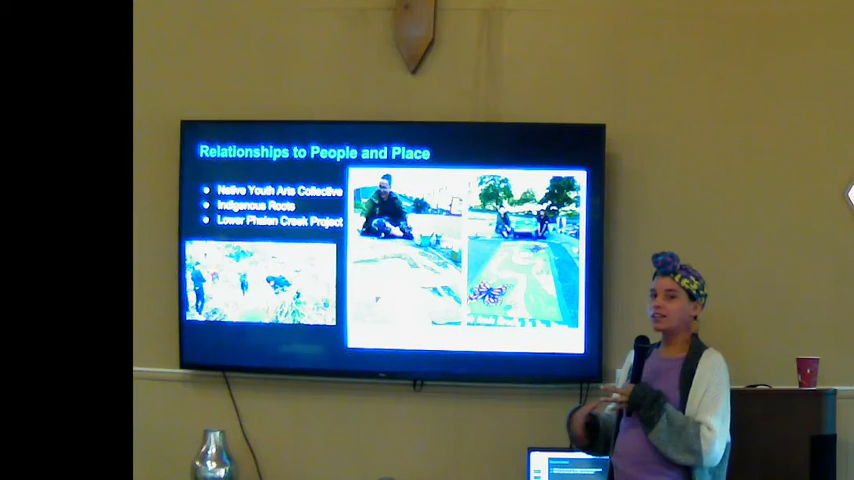 Relationships to People and Place
Native Youth Arts Collective
Indigenous Roots
Lower Phalen Creek Project